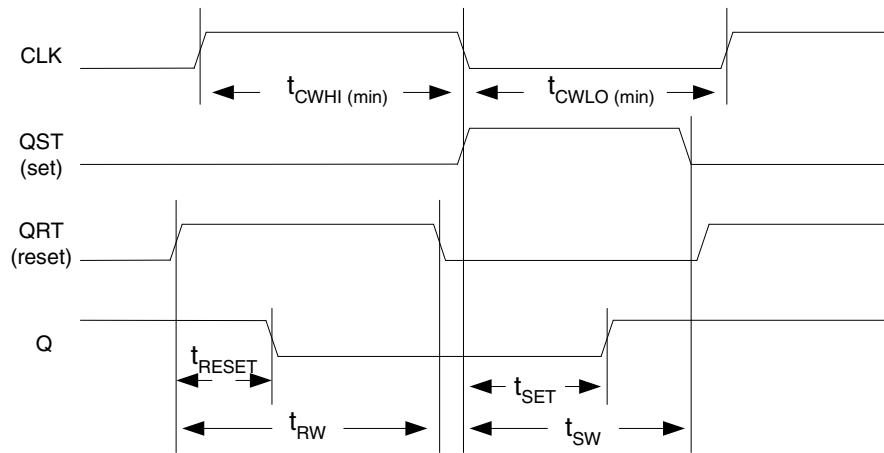 CLK
tCWHI (min)
tCWLO (min)
QST
(set)
QRT
(reset)
Q
tRESET
tSET
tRW
tSW